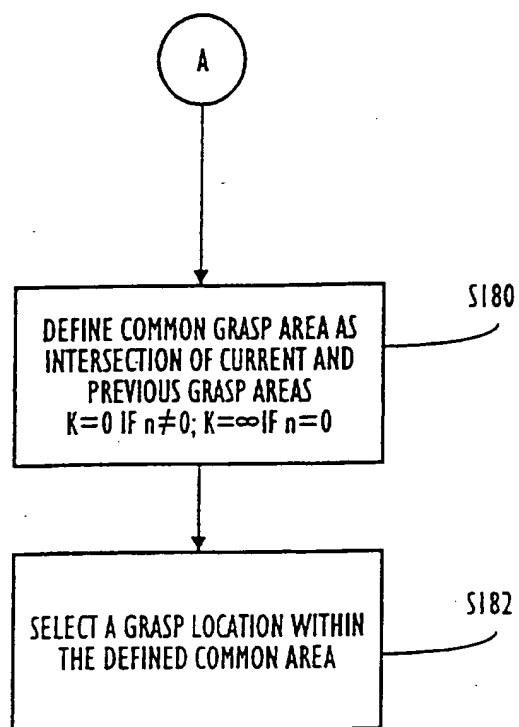 A
DEFINE COMMON GRASP AREA AS
INTERSECTION OF CURRENT AND
PREVIOUS GRASP AREAS
K=0 IF n≠0; K=∞ IF n=0
S180
SELECT A GRASP LOCATION WITHIN
THE DEFINED COMMON AREA
S182